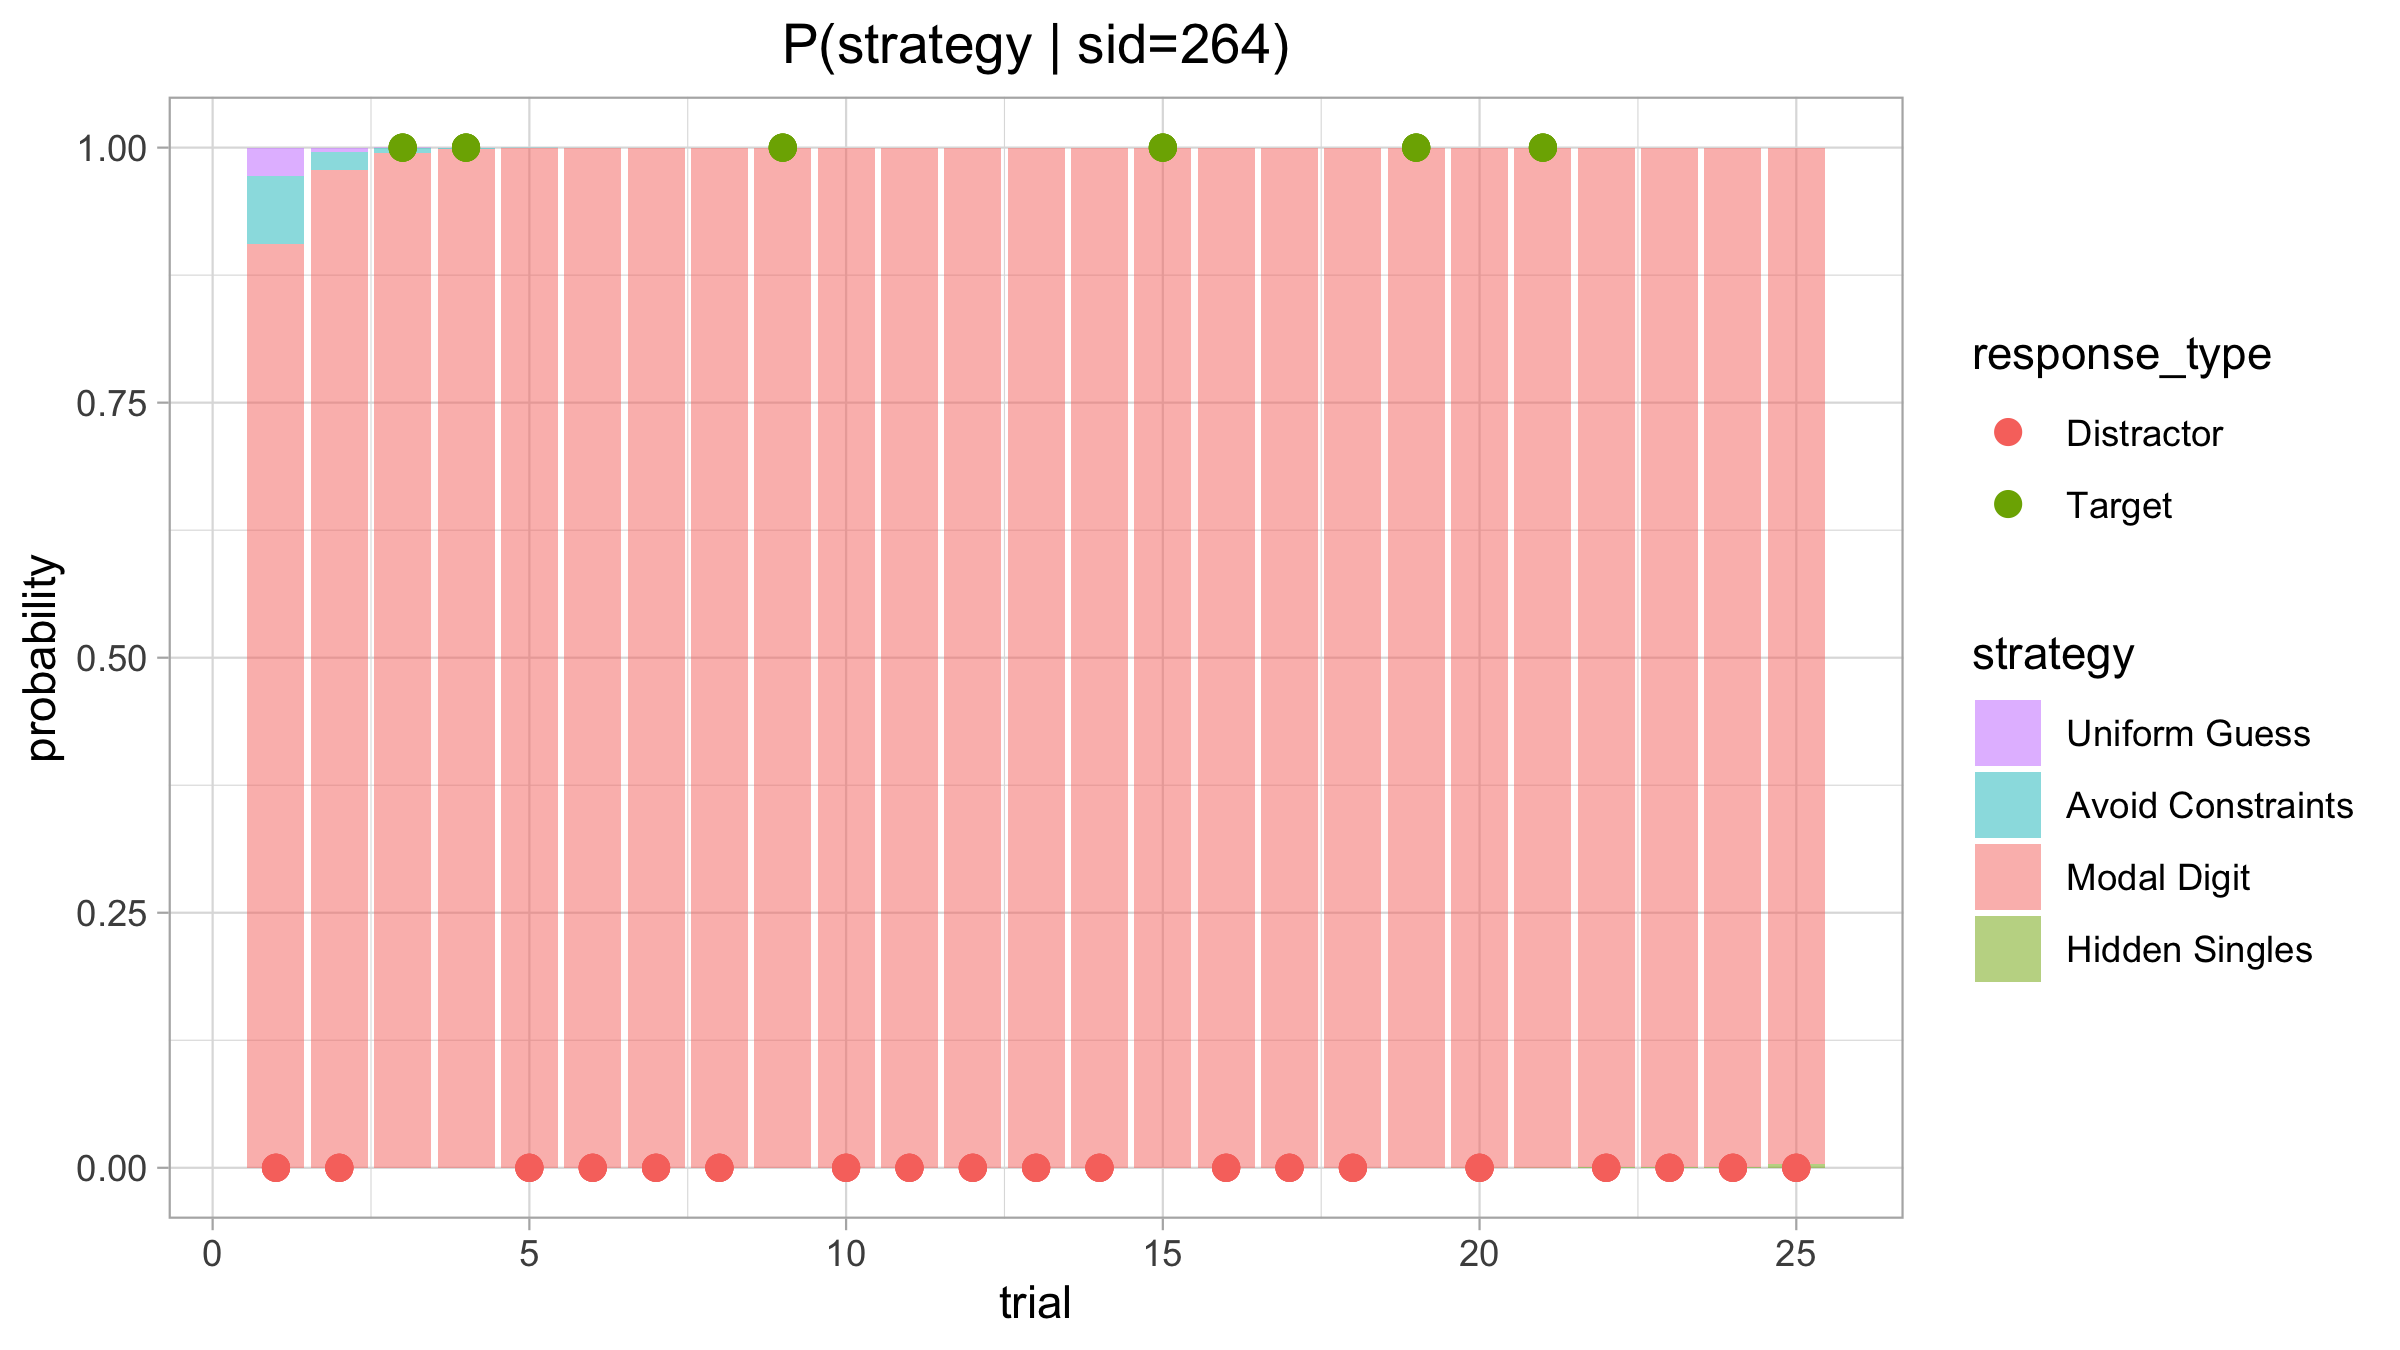 P(strategy | sid=264)
probability
1.00
0.75
0.50
0.25
0.00
0 5 10 15 20 25
trial
response_type
Distractor
Target
strategy
Uniform Guess
Avoid Constraints
Modal Digit
Hidden Singles